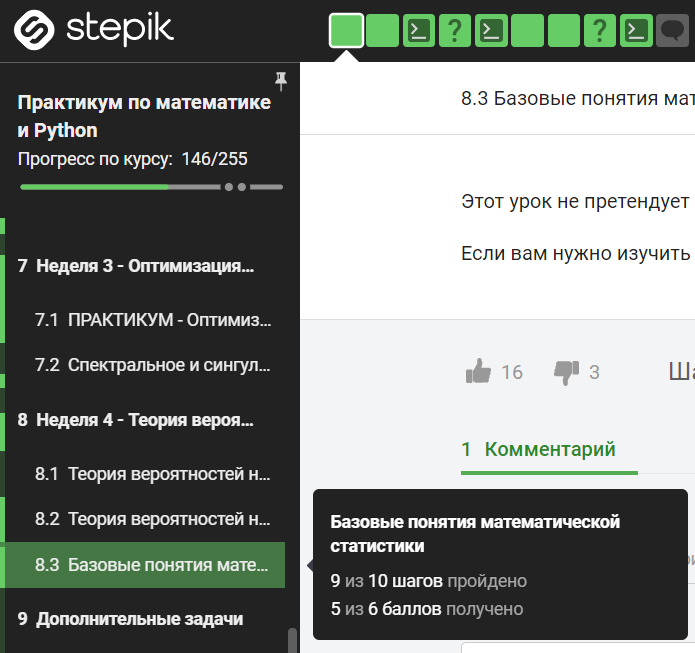 stepik
Практикум по математике
и Python
Прогресс по курсу: 146/255
7 Неделя 3 - Оптимизация...
7.1 ПРАКТИКУМ - Оптимиз...
7.2 Спектральное и сингул...
8 Неделя 4 - Теория вероя...
8.1 Теория вероятностей н...
8.2 Теория вероятностей н...
8.3 Базовые понятия мате...
9 Дополнительные задачи
? ?
8.3 Базовые понятия мат
Этот урок не претендует
Если вам нужно изучить
16 3 Ша
1 Комментарий
Базовые понятия математической
статистики
9 из 10 шагов пройдено
5 из 6 баллов получено